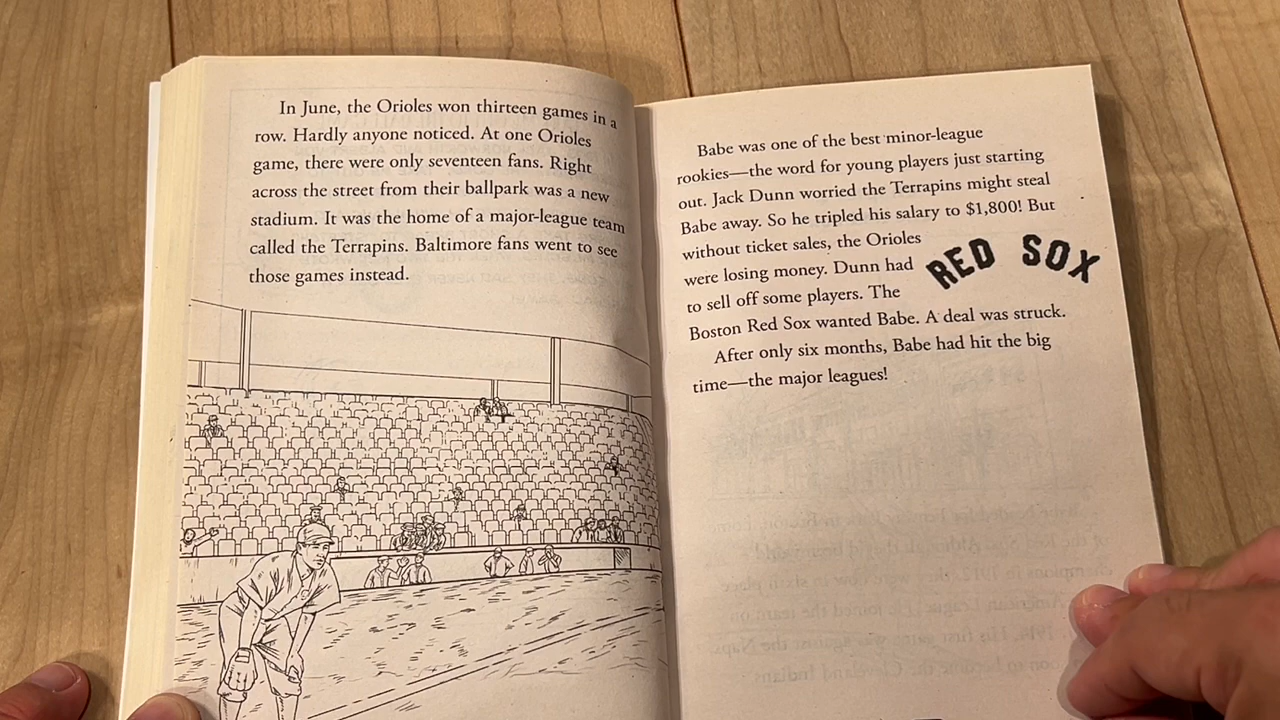 In June, the Orioles won thirteen games in a
row. Hardly anyone noticed. At one Orioles
game, there were only seventeen fans. Right
across the street from their ballpark was a new
stadium. It was the home of a major-league team
called the Terrapins. Baltimore fans went to see
those games instead.
Babe was one of the best minor-league
rookies—the word for young players just starting
out. Jack Dunn worried the Terrapins might steal
Babe away. So he tripled his salary to $1,800! But
without ticket sales, the Orioles
were losing money. Dunn had
to sell off some players. The
RED SOX
Boston Red Sox wanted Babe. A deal was struck.
After only six months, Babe had hit the big
time—the major leagues!